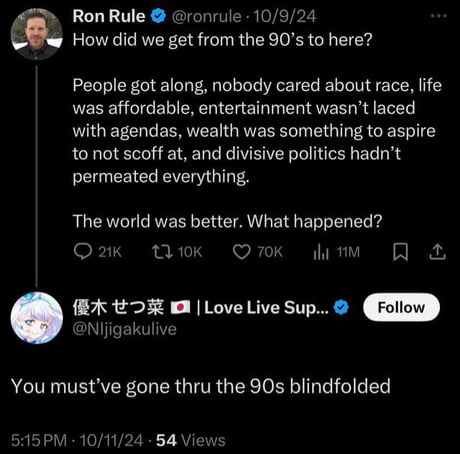 Ron Rule @ronrule · 10/9/24
How did we get from the 90's to here?
People got along, nobody cared about race, life
was affordable, entertainment wasn't laced
with agendas, wealth was something to aspire
to not scoff at, and divisive politics hadn't
permeated everything.
The world was better. What happened?
21K 10K 70K 11M
優木 せつ菜 🇯🇵 | Love Live Sup... Follow
@NIjigakulive
You must've gone thru the 90s blindfolded
5:15 PM · 10/11/24 · 54 Views